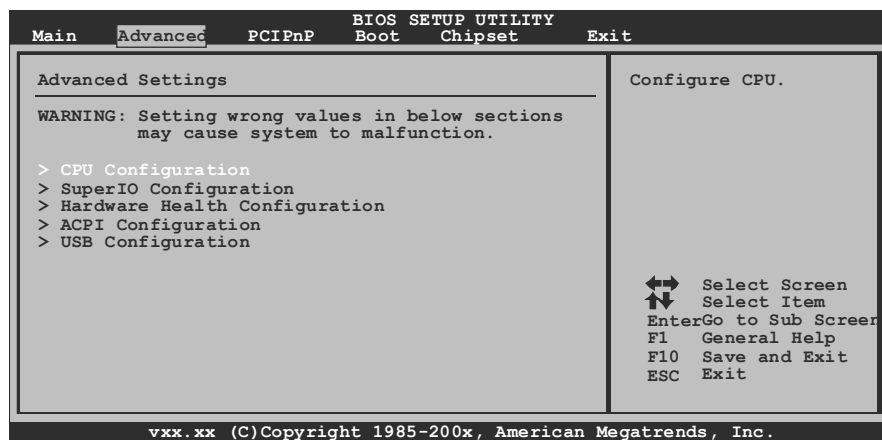 BIOS SETUP UTILITY
Main Advanced PCIPnP Boot Chipset Exit
Advanced Settings
WARNING: Setting wrong values in below sections
may cause system to malfunction.
> CPU Configuration
> SuperIO Configuration
> Hardware Health Configuration
> ACPI Configuration
> USB Configuration
Configure CPU.
Select Screen
Select Item
Enter Go to Sub Screen
F1 General Help
F10 Save and Exit
ESC Exit
vxx.xx (C)Copyright 1985-200x, American Megatrends, Inc.